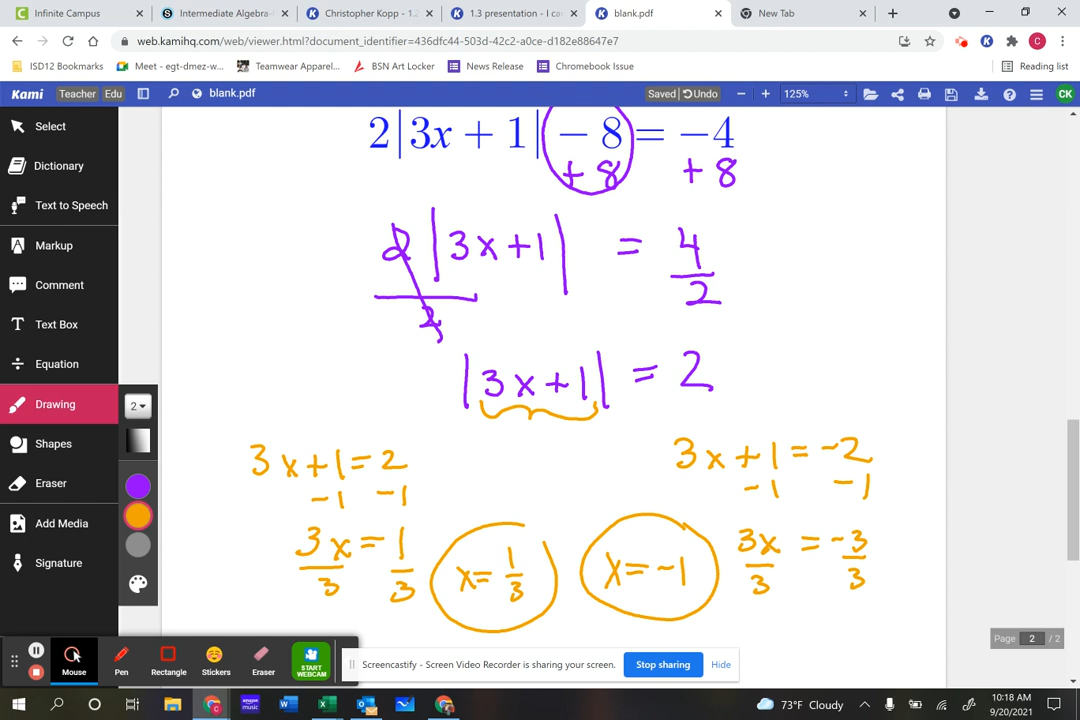 Infinite Campus
Intermediate Algebra-
Christopher Kopp - 1.2
1.3 presentation - I ca
blank.pdf
New Tab
web.kamihq.com/web/viewer.html?document_identifier=436dfc44-503d-42c2-a0ce-d182e88647e7
ISD12 Bookmarks
Meet - egt-dmez-w...
Teamwear Apparel...
BSN Art Locker
News Release
Chromebook Issue
Reading list
Kami Teacher Edu
blank.pdf
Saved Undo
125%
CK
Select
Dictionary
Text to Speech
Markup
Comment
Text Box
Equation
Drawing
2
Shapes
Eraser
Add Media
Signature
2|3x + 1| − 8 = −4
+ 8 + 8
2 |3x+1| = 4
2 2
|3x+1| = 2
3x+1=2
-1 -1
3x = 1
3 3
x= 1/3
3x+1=-2
-1 -1
3x = -3
3 3
x=-1
Page 2 / 2
Mouse
Pen
Rectangle
Stickers
Eraser
START WEBCAM
Screencastify - Screen Video Recorder is sharing your screen.
Stop sharing
Hide
73°F Cloudy
10:18 AM
9/20/2021